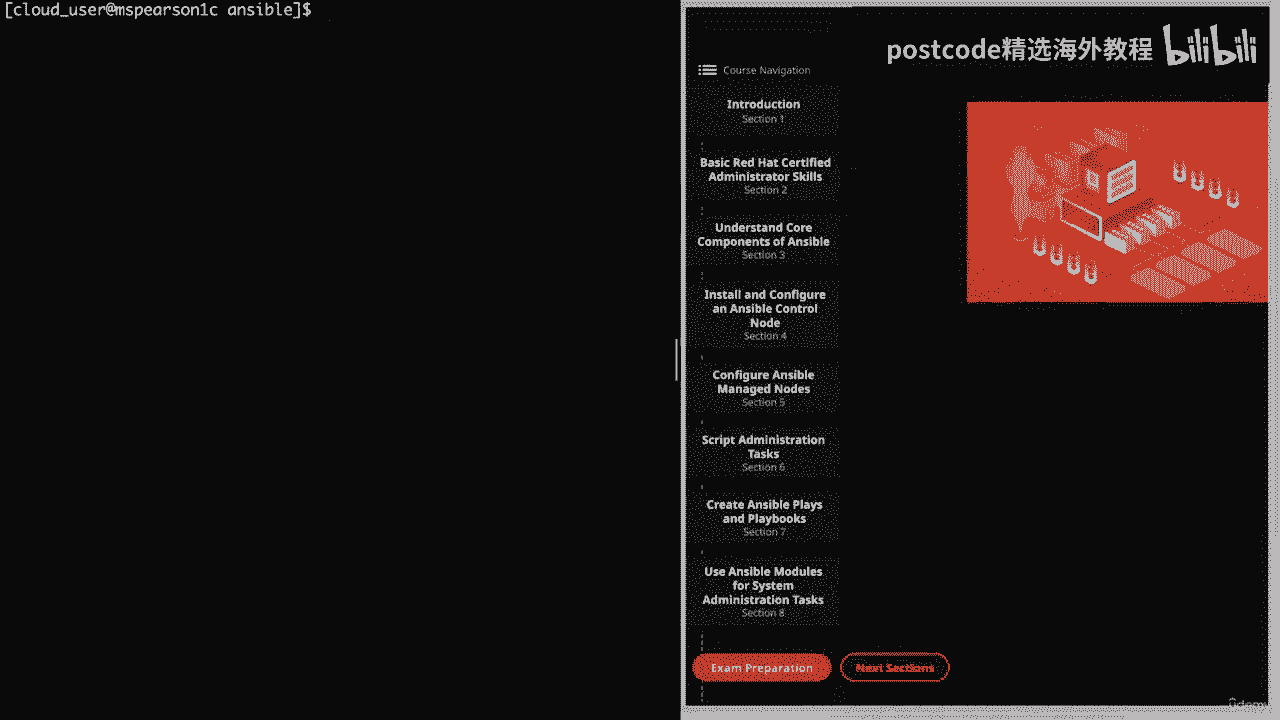 [cloud_user@mspearson1c ansible]$
postcode精选海外教程 bilibili
Course Navigation
Introduction
Section 1
Basic Red Hat Certified
Administrator Skills
Section 2
Understand Core
Components of Ansible
Section 3
Install and Configure
an Ansible Control
Node
Section 4
Configure Ansible
Managed Nodes
Section 5
Script Administration
Tasks
Section 6
Create Ansible Plays
and Playbooks
Section 7
Use Ansible Modules
for System
Administration Tasks
Section 8
Exam Preparation
Next Sections
ûdemy